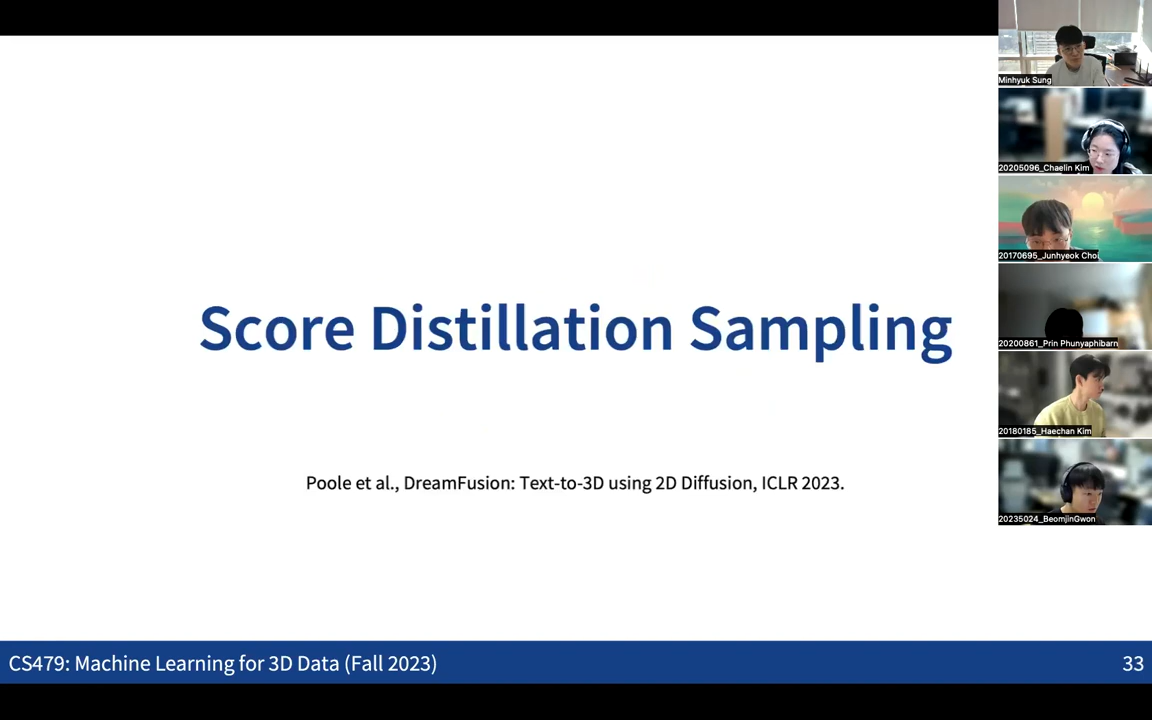 Score Distillation Sampling
Poole et al., DreamFusion: Text-to-3D using 2D Diffusion, ICLR 2023.
CS479: Machine Learning for 3D Data (Fall 2023)
33
Minhyuk Sung
20205096_Chaelin Kim
20170695_Junhyeok Choi
20200861_Prin Phunyaphibarn
20180185_Haechan Kim
20235024_BeomjinGwon